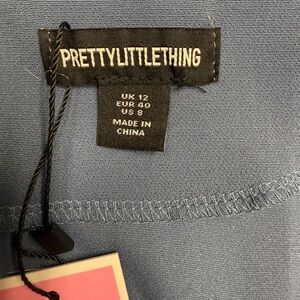 PRETTYLITTLETHING
UK 12
EUR 40
US 8
MADE IN
CHINA